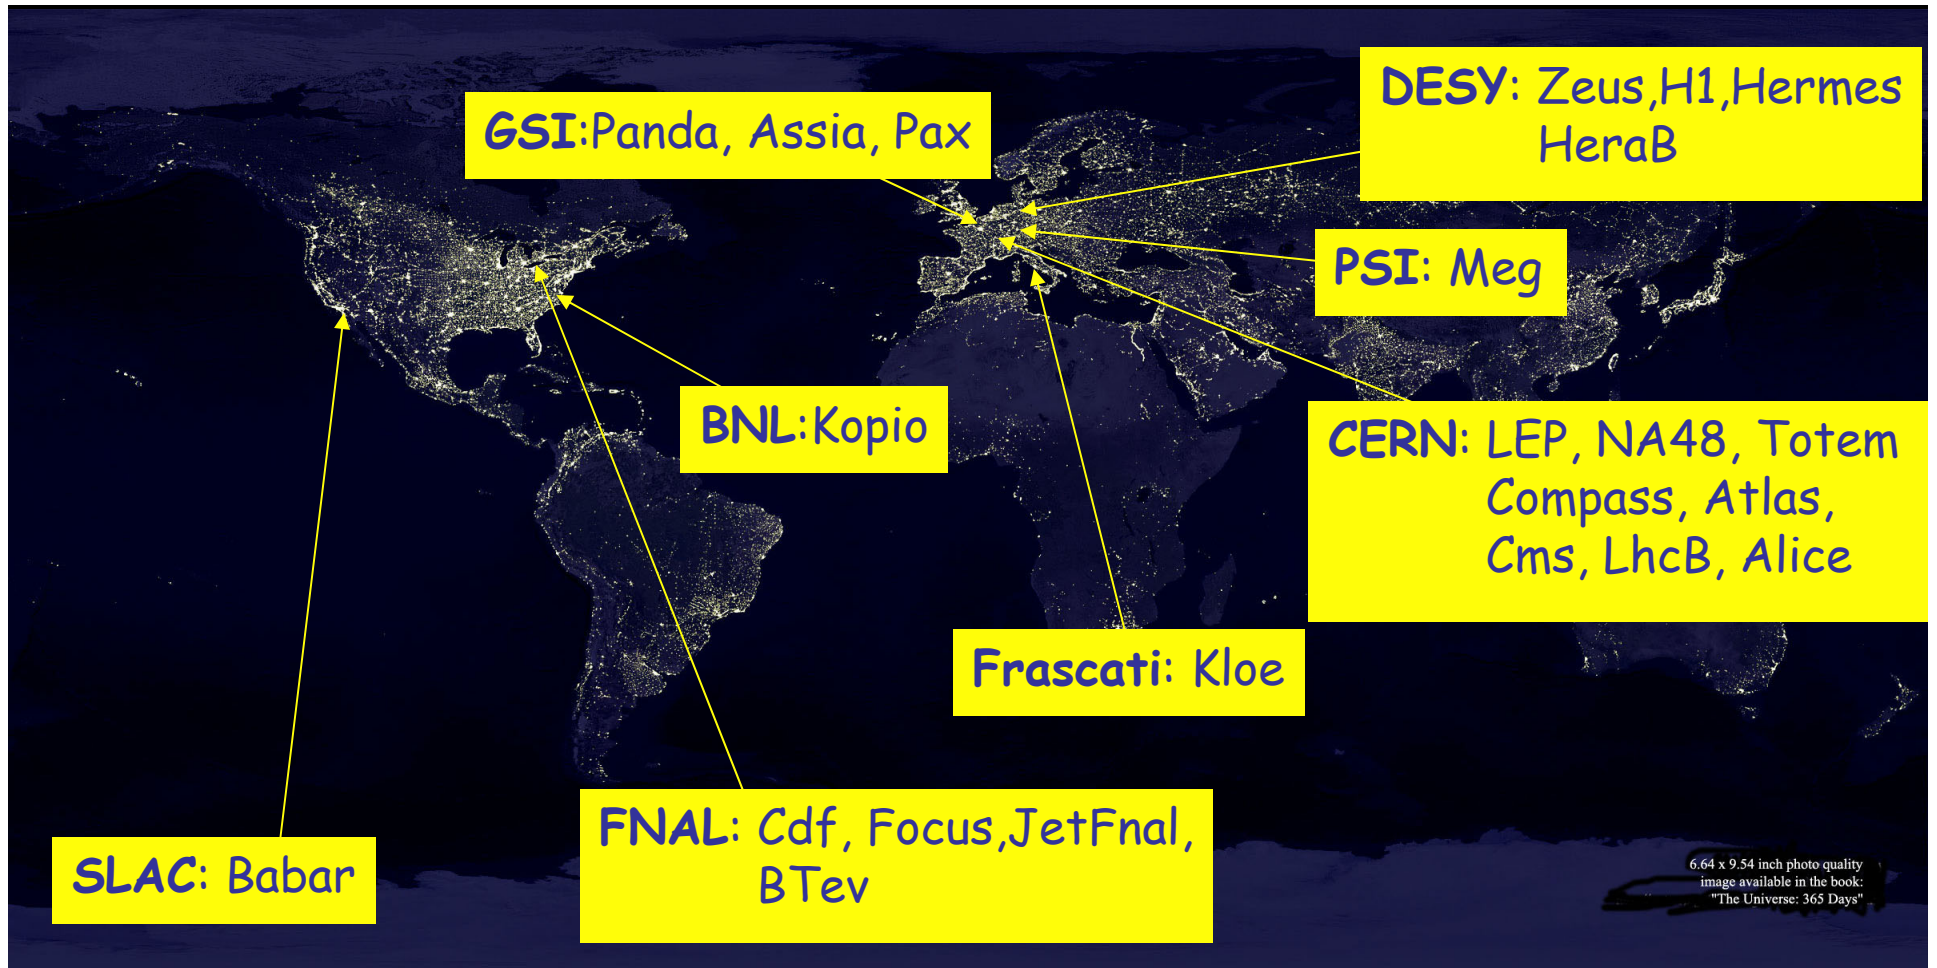 DESY: Zeus,H1,Hermes
HeraB
GSI:Panda, Assia, Pax
PSI: Meg
BNL:Kopio
CERN: LEP, NA48, Totem
Compass, Atlas,
Cms, LhcB, Alice
Frascati: Kloe
FNAL: Cdf, Focus,JetFnal,
BTev
SLAC: Babar
6.64 x 9.54 inch photo quality
image available in the book:
"The Universe: 365 Days"